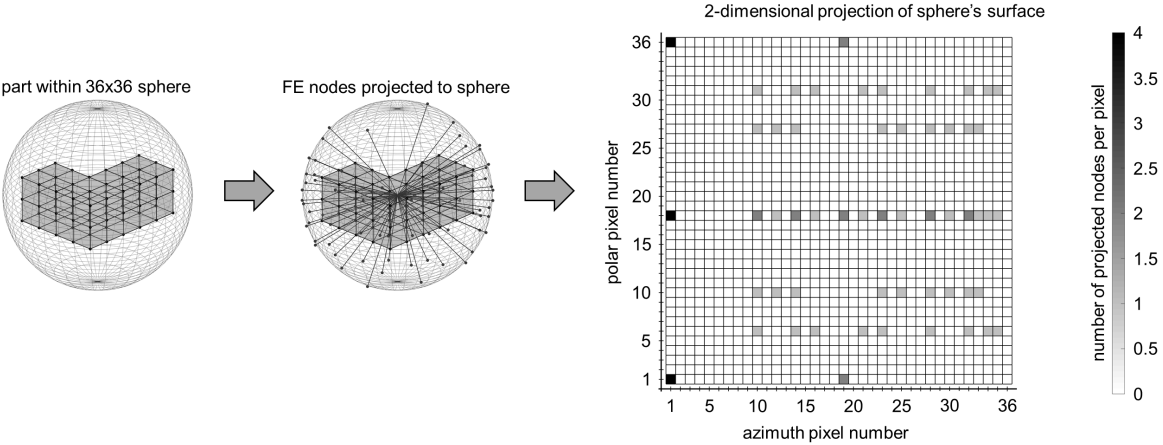 2-dimensional projection of sphere's surface
part within 36x36 sphere
FE nodes projected to sphere
polar pixel number
36
30
25
20
15
10
5
1
1 5 10 15 20 25 30 36
azimuth pixel number
number of projected nodes per pixel
4
3.5
3
2.5
2
1.5
1
0.5
0